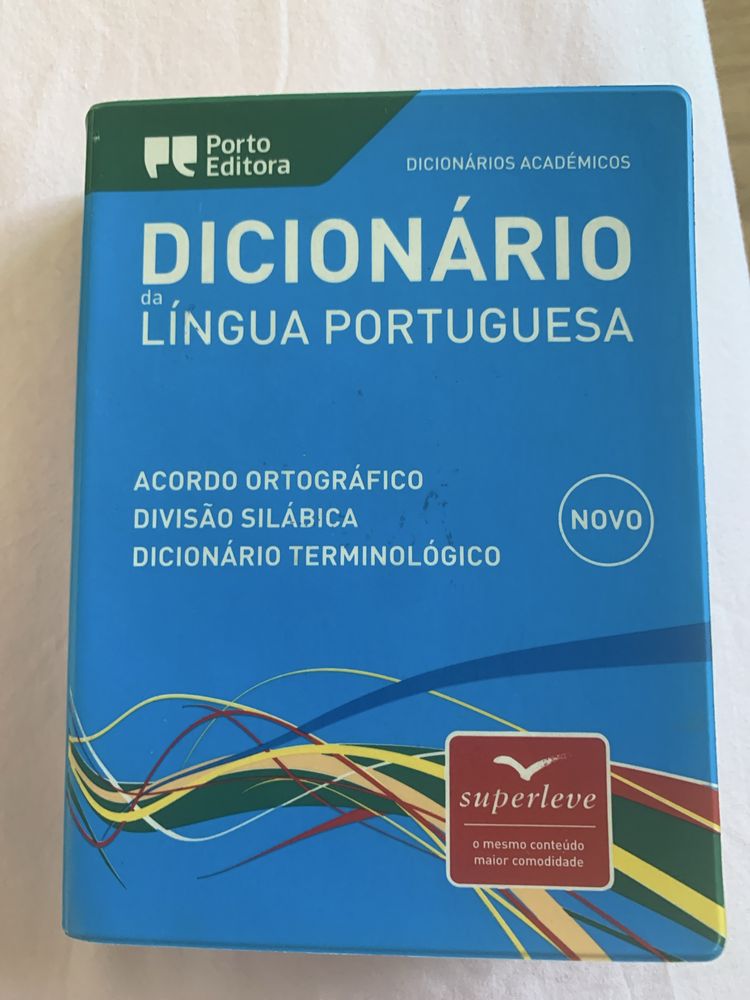 Porto
Editora
DICIONÁRIOS ACADÉMICOS
DICIONÁRIO
da
LÍNGUA PORTUGUESA
ACORDO ORTOGRÁFICO
DIVISÃO SILÁBICA
DICIONÁRIO TERMINOLÓGICO
NOVO
superleve
o mesmo conteúdo
maior comodidade